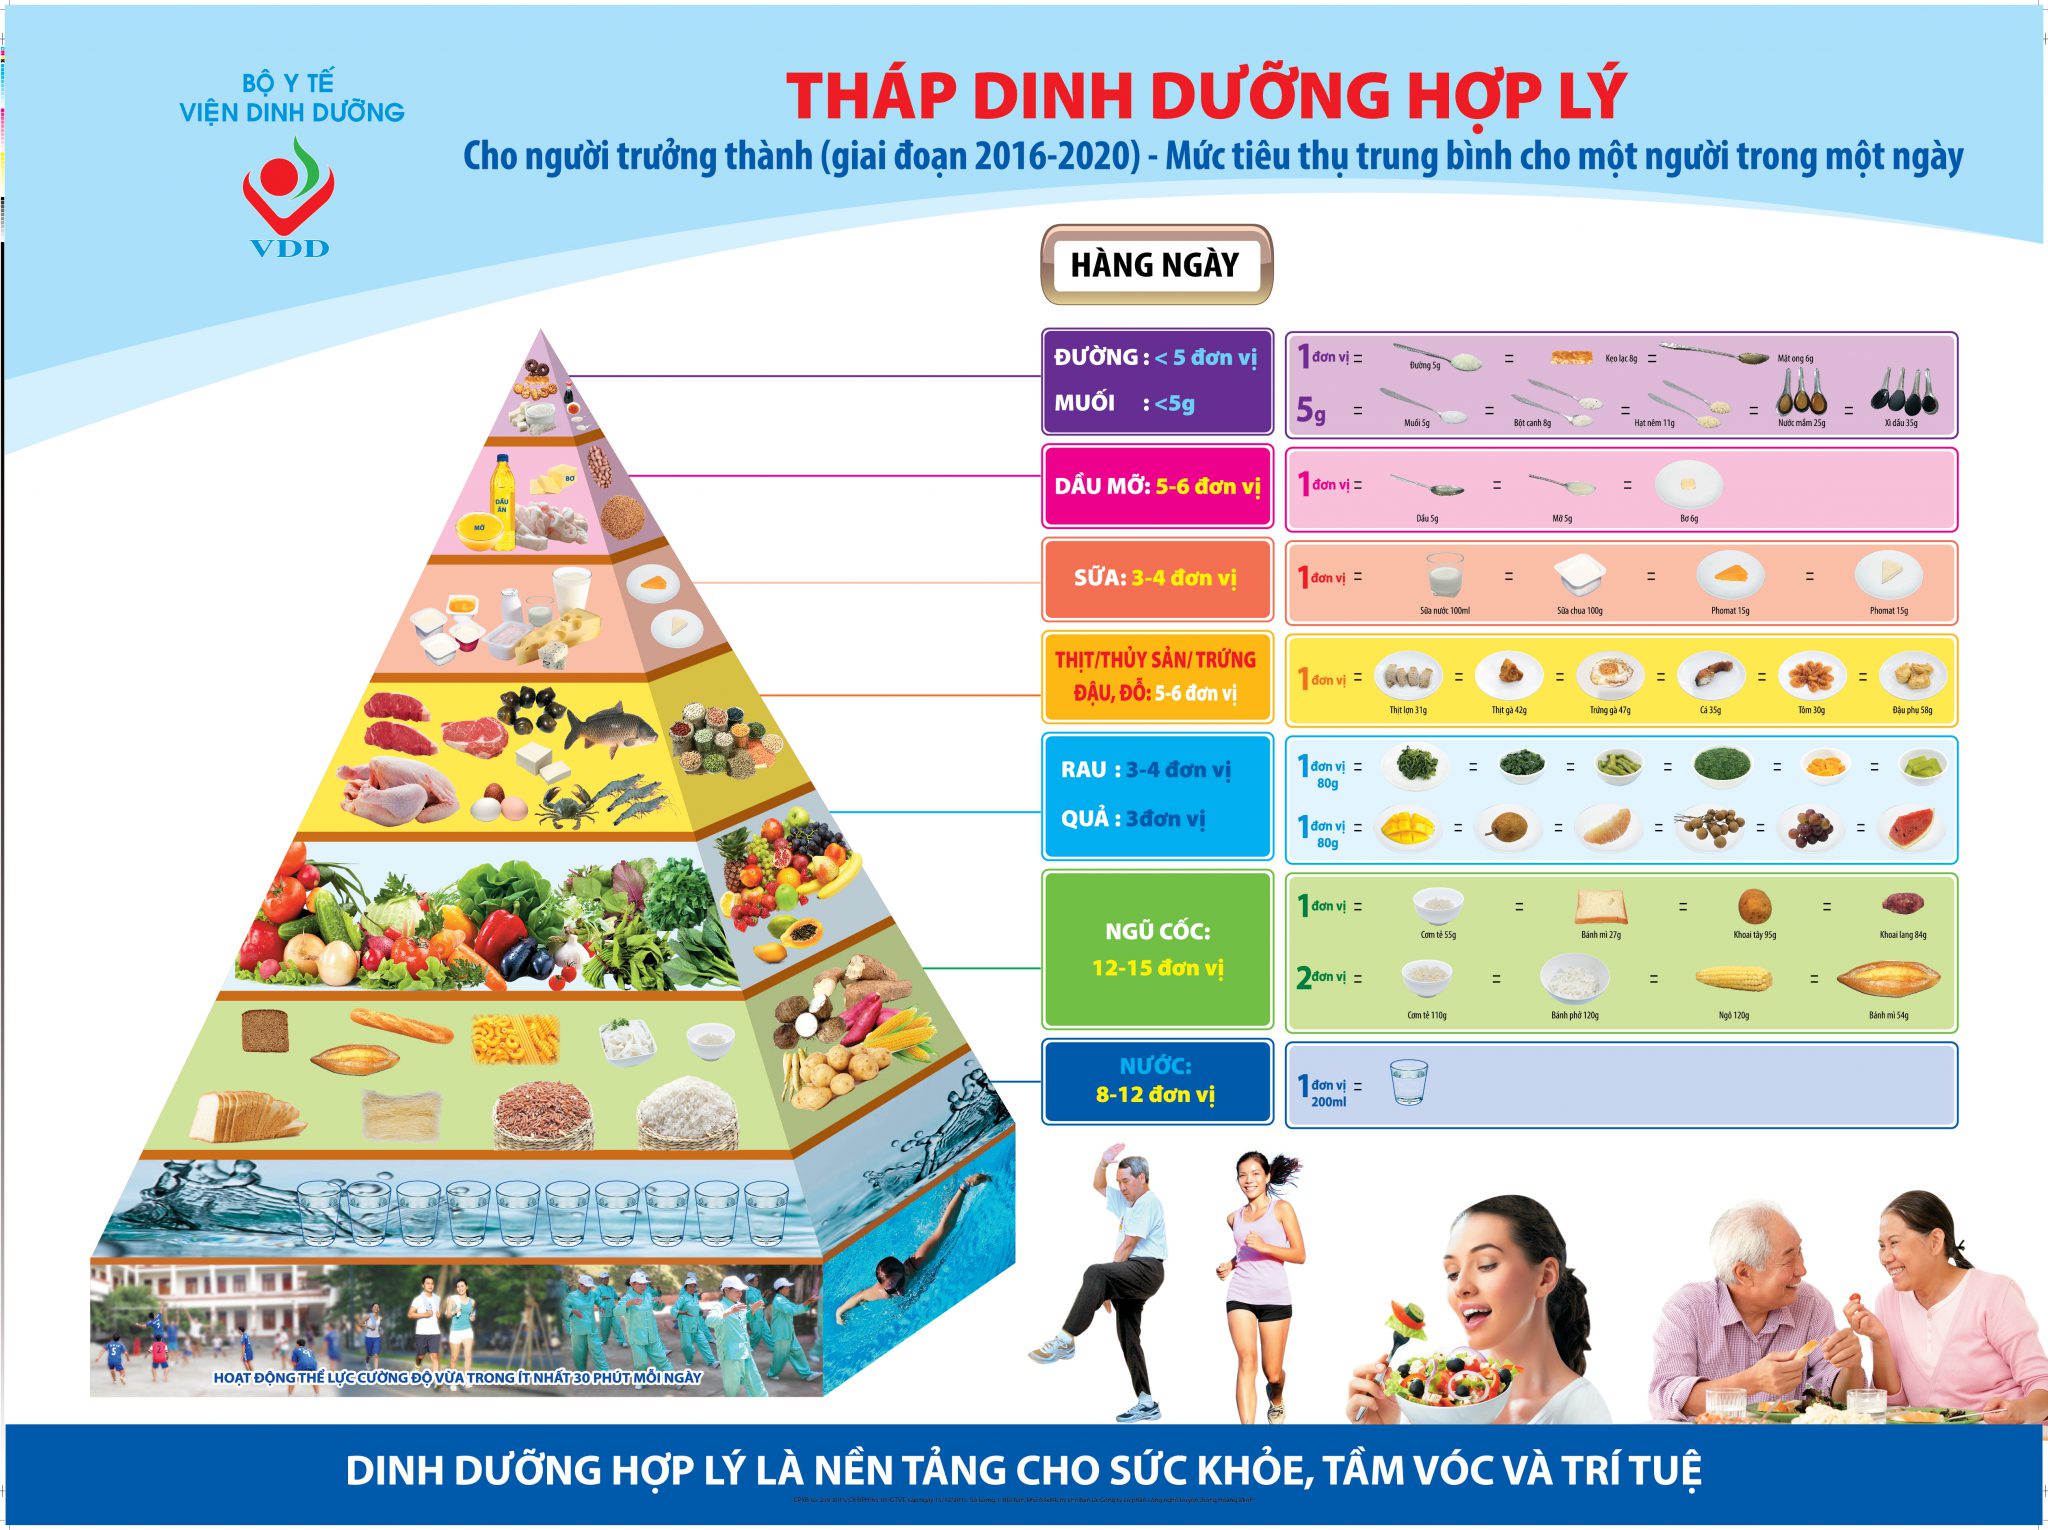 BỘ Y TẾ
VIỆN DINH DƯỠNG
VDD
THÁP DINH DƯỠNG HỢP LÝ
Cho người trưởng thành (giai đoạn 2016-2020) - Mức tiêu thụ trung bình cho một người trong một ngày
HÀNG NGÀY
ĐƯỜNG : < 5 đơn vị
MUỐI : <5g
1 đơn vị = Đường 5g = Kẹo lạc 8g = Mật ong 6g
5g = Muối 5g = Bột canh 8g = Hạt nêm 11g = Nước mắm 25g = Xì dầu 35g
DẦU MỠ: 5-6 đơn vị
1 đơn vị = Dầu 5g = Mỡ 5g = Bơ 6g
SỮA: 3-4 đơn vị
1 đơn vị = Sữa nước 100ml = Sữa chua 100g = Phomat 15g = Phomat 15g
THỊT/THỦY SẢN/ TRỨNG
ĐẬU, ĐỖ: 5-6 đơn vị
1 đơn vị = Thịt lợn 31g = Thịt gà 42g = Trứng gà 47g = Cá 35g = Tôm 30g = Đậu phụ 58g
RAU : 3-4 đơn vị
QUẢ : 3đơn vị
1 đơn vị = = = = = =
80g
1 đơn vị = = = = = =
80g
NGŨ CỐC:
12-15 đơn vị
1 đơn vị = Cơm tẻ 55g = Bánh mì 27g = Khoai tây 95g = Khoai lang 84g
2 đơn vị = Cơm tẻ 110g = Bánh phở 120g = Ngô 120g = Bánh mì 54g
NƯỚC:
8-12 đơn vị
1 đơn vị =
200ml
BƠ
DẦU
ĂN
MỠ
HOẠT ĐỘNG THỂ LỰC CƯỜNG ĐỘ VỪA TRONG ÍT NHẤT 30 PHÚT MỖI NGÀY
DINH DƯỠNG HỢP LÝ LÀ NỀN TẢNG CHO SỨC KHỎE, TẦM VÓC VÀ TRÍ TUỆ